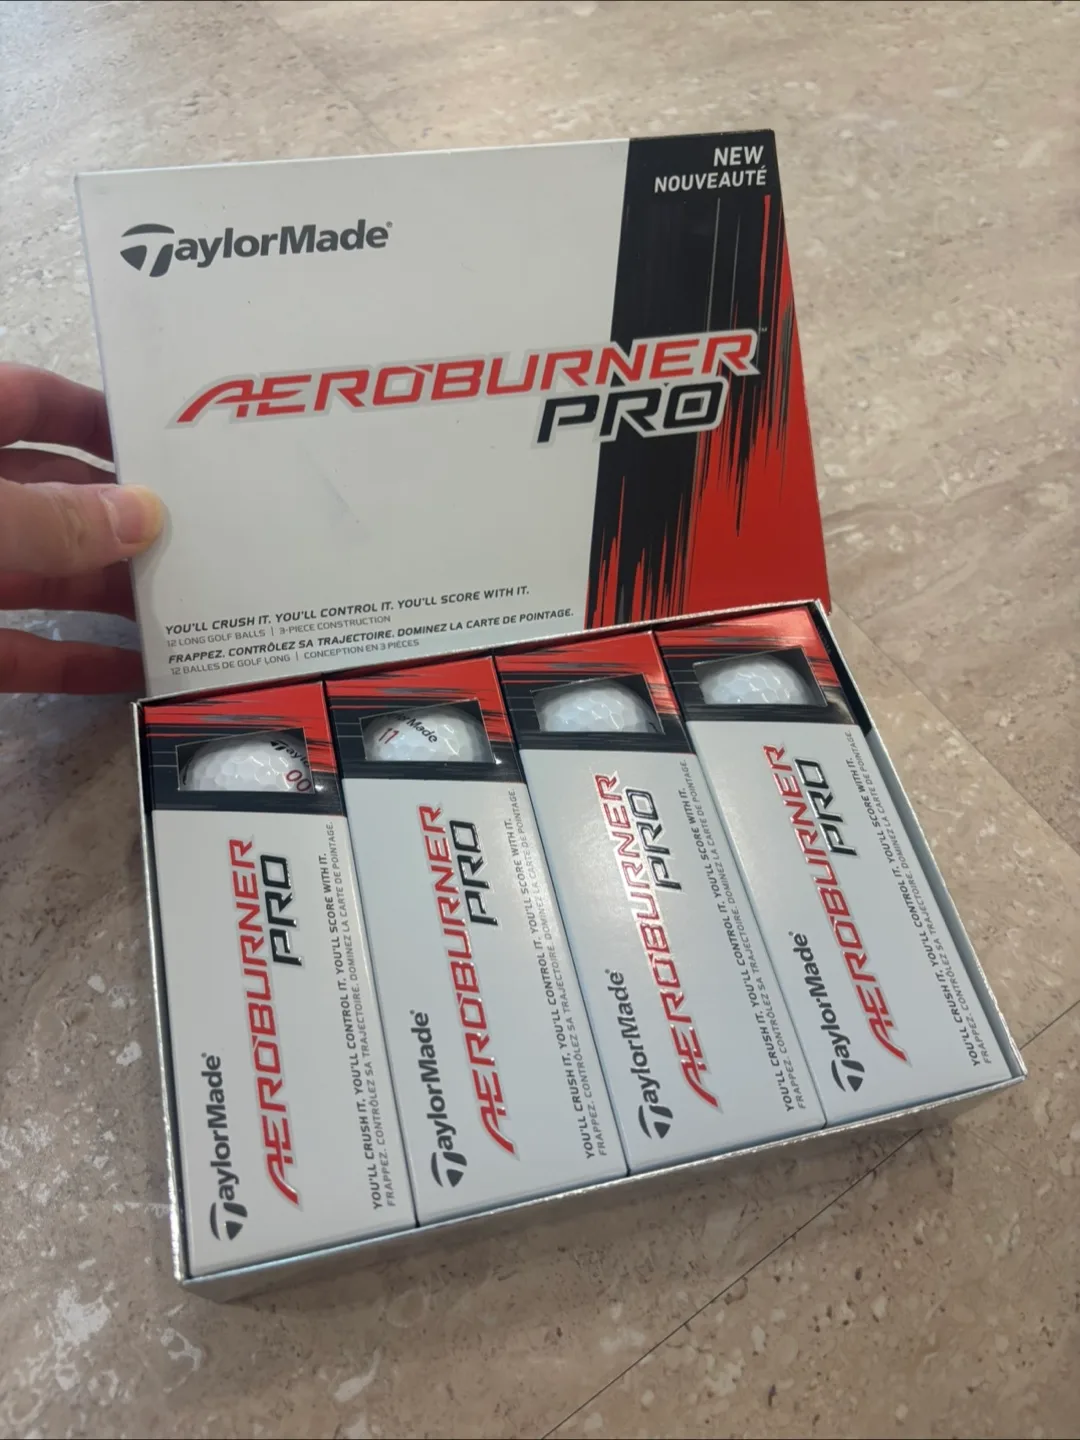 NEW
NOUVEAUTÉ
TaylorMade®
AEROBURNER™
PRO
YOU'LL CRUSH IT. YOU'LL CONTROL IT. YOU'LL SCORE WITH IT.
12 LONG GOLF BALLS | 3-PIECE CONSTRUCTION
FRAPPEZ. CONTRÔLEZ SA TRAJECTOIRE. DOMINEZ LA CARTE DE POINTAGE.
12 BALLES DE GOLF LONG | CONCEPTION EN 3 PIÈCES
00
TaylorMade®
AEROBURNER
PRO
YOU'LL CRUSH IT. YOU'LL CONTROL IT. YOU'LL SCORE WITH IT.
FRAPPEZ. CONTRÔLEZ SA TRAJECTOIRE. DOMINEZ LA CARTE DE POINTAGE.
11
TaylorMade®
AEROBURNER
PRO
YOU'LL CRUSH IT. YOU'LL CONTROL IT. YOU'LL SCORE WITH IT.
FRAPPEZ. CONTRÔLEZ SA TRAJECTOIRE. DOMINEZ LA CARTE DE POINTAGE.
TaylorMade®
AEROBURNER
PRO
YOU'LL CRUSH IT. YOU'LL CONTROL IT. YOU'LL SCORE WITH IT.
FRAPPEZ. CONTRÔLEZ SA TRAJECTOIRE. DOMINEZ LA CARTE DE POINTAGE.
TaylorMade®
AEROBURNER
PRO
YOU'LL CRUSH IT. YOU'LL CONTROL IT. YOU'LL SCORE WITH IT.
FRAPPEZ. CONTRÔLEZ SA TRAJECTOIRE. DOMINEZ LA CARTE DE POINTAGE.